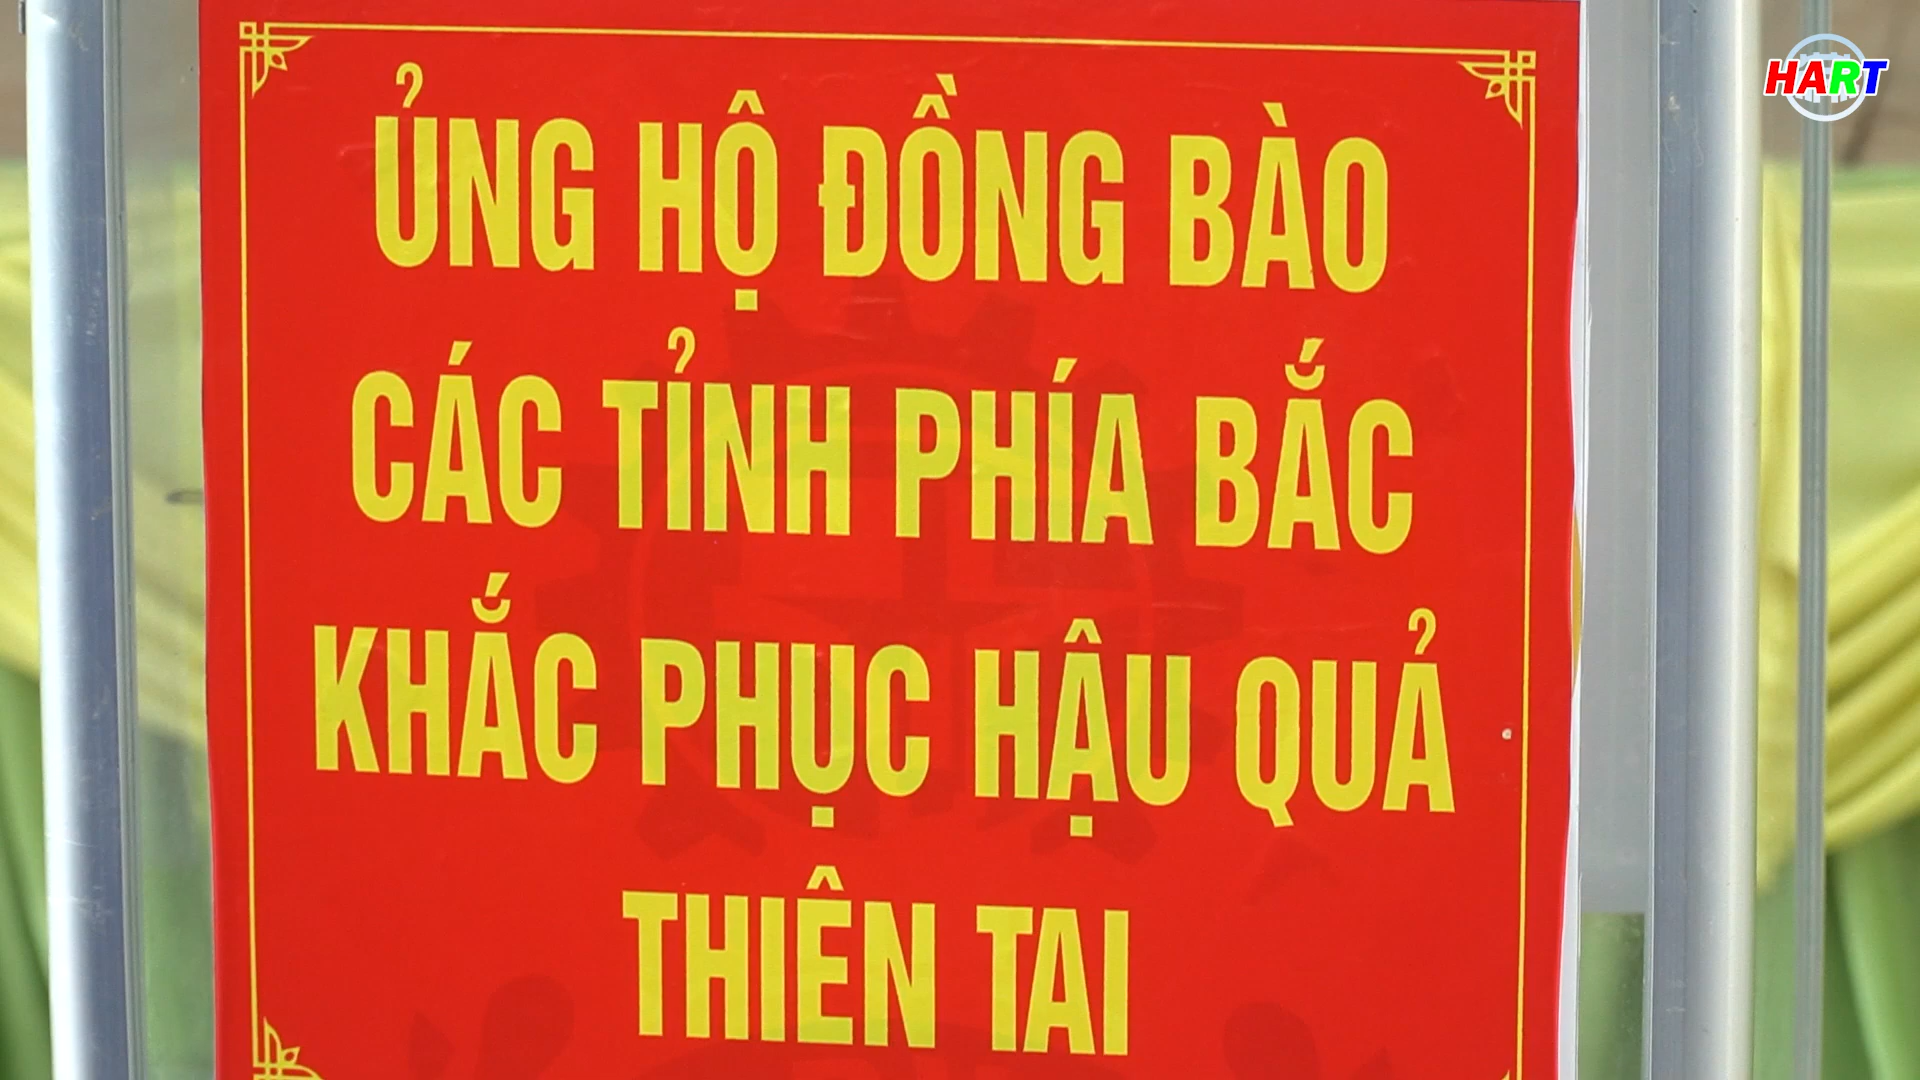 HART
ỦNG HỘ ĐỒNG BÀO
CÁC TỈNH PHÍA BẮC
KHẮC PHỤC HẬU QUẢ
THIÊN TAI